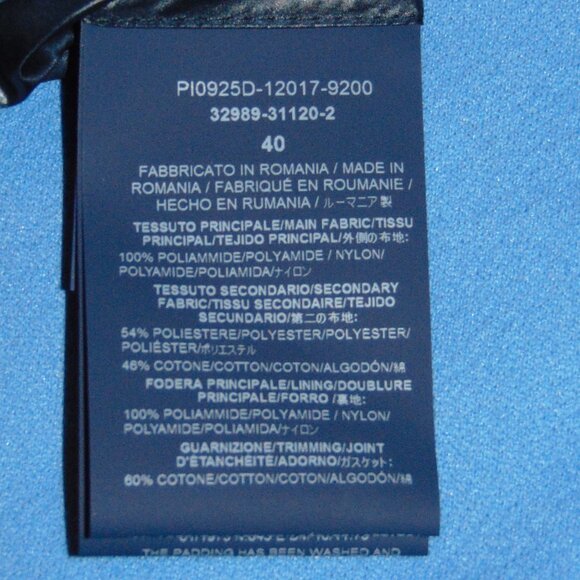 PI0925D-12017-9200
32989-31120-2
40
FABBRICATO IN ROMANIA / MADE IN
ROMANIA / FABRIQUÉ EN ROUMANIE /
HECHO EN RUMANIA / ルーマニア製
TESSUTO PRINCIPALE/MAIN FABRIC/TISSU
PRINCIPAL/TEJIDO PRINCIPAL/外側の布地:
100% POLIAMMIDE/POLYAMIDE / NYLON/
POLYAMIDE/POLIAMIDA/ナイロン
TESSUTO SECONDARIO/SECONDARY
FABRIC/TISSU SECONDAIRE/TEJIDO
SECUNDARIO/第二の布地:
54% POLIESTERE/POLYESTER/POLYESTER/
POLIÉSTER/ポリエステル
46% COTONE/COTTON/COTON/ALGODÓN/綿
FODERA PRINCIPALE/LINING/DOUBLURE
PRINCIPALE/FORRO /裏地:
100% POLIAMMIDE/POLYAMIDE / NYLON/
POLYAMIDE/POLIAMIDA/ナイロン
GUARNIZIONE/TRIMMING/JOINT
D'ÉTANCHÉITÉ/ADORNO/ガスケット:
60% COTONE/COTTON/COTON/ALGODÓN/綿
THE PADDING HAS BEEN WASHED AND